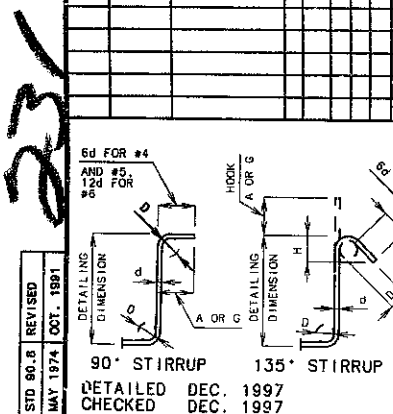 231
6d FOR #4
AND #5,
12d FOR
#6
D
HOOK
A OR G
6d
DETAILING
DIMENSION
d
H
D
A OR G
DETAILING
DIMENSION
D
d
D
90° STIRRUP
135° STIRRUP
DETAILED DEC. 1997
CHECKED DEC. 1997
STD 90.8 REVISED
MAY 1974 OCT. 1991